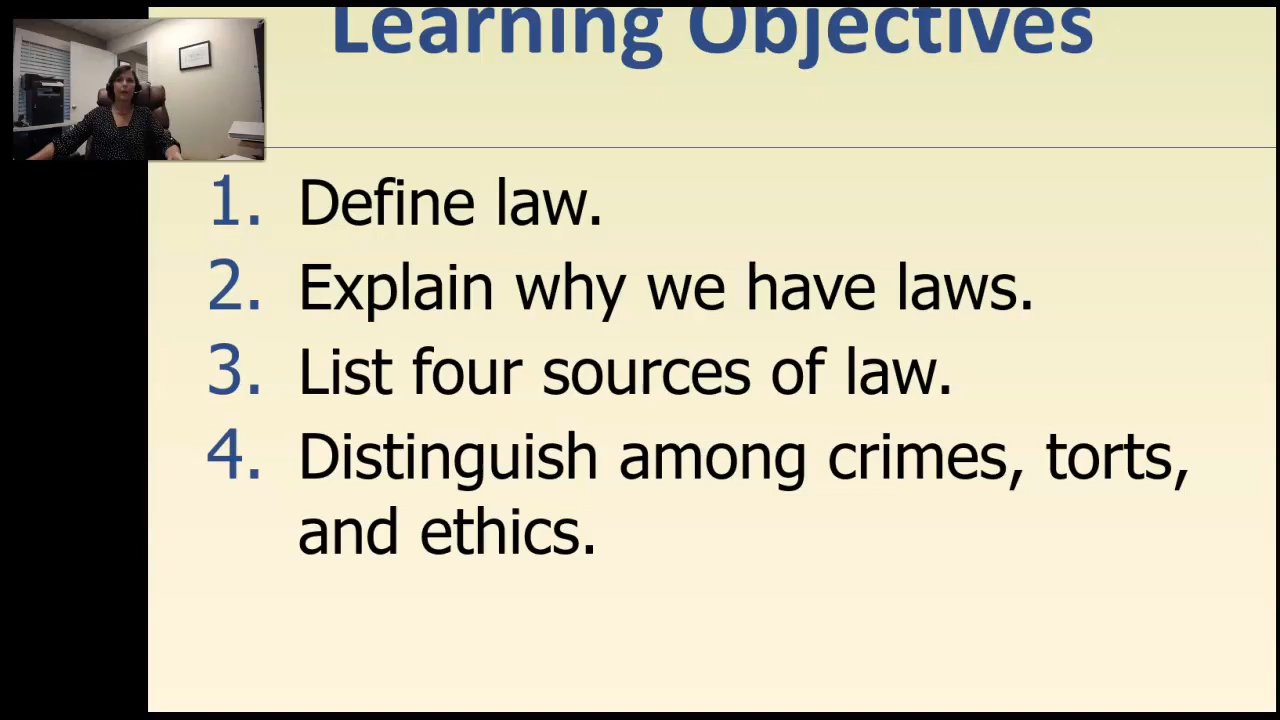 Learning Objectives
1. Define law.
2. Explain why we have laws.
3. List four sources of law.
4. Distinguish among crimes, torts,
and ethics.